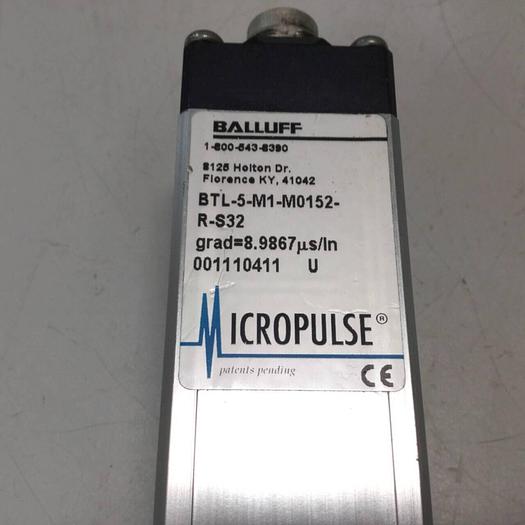 BALLUFF
1-800-543-8390
8125 Holton Dr.
Florence KY, 41042
BTL-5-M1-M0152-
R-S32
grad=8.9867µs/In
001110411 U
MICROPULSE®
patents pending
CE